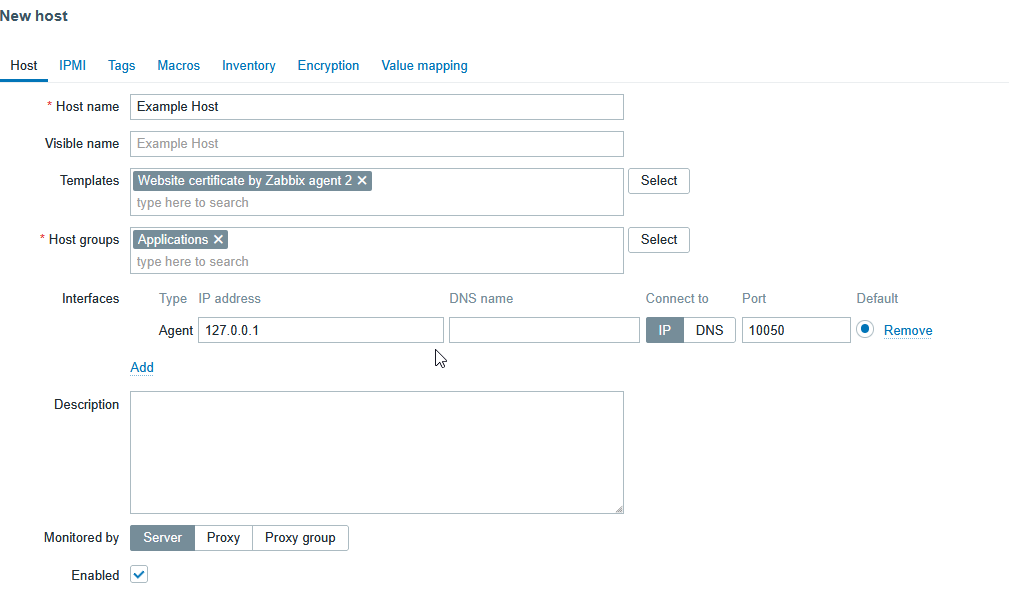 New host
Host IPMI Tags Macros Inventory Encryption Value mapping
* Host name Example Host
Visible name Example Host
Templates Website certificate by Zabbix agent 2 ✕ Select
type here to search
* Host groups Applications ✕ Select
type here to search
Interfaces Type IP address DNS name Connect to Port Default
Agent 127.0.0.1 IP DNS 10050 Remove
Add
Description
Monitored by Server Proxy Proxy group
Enabled